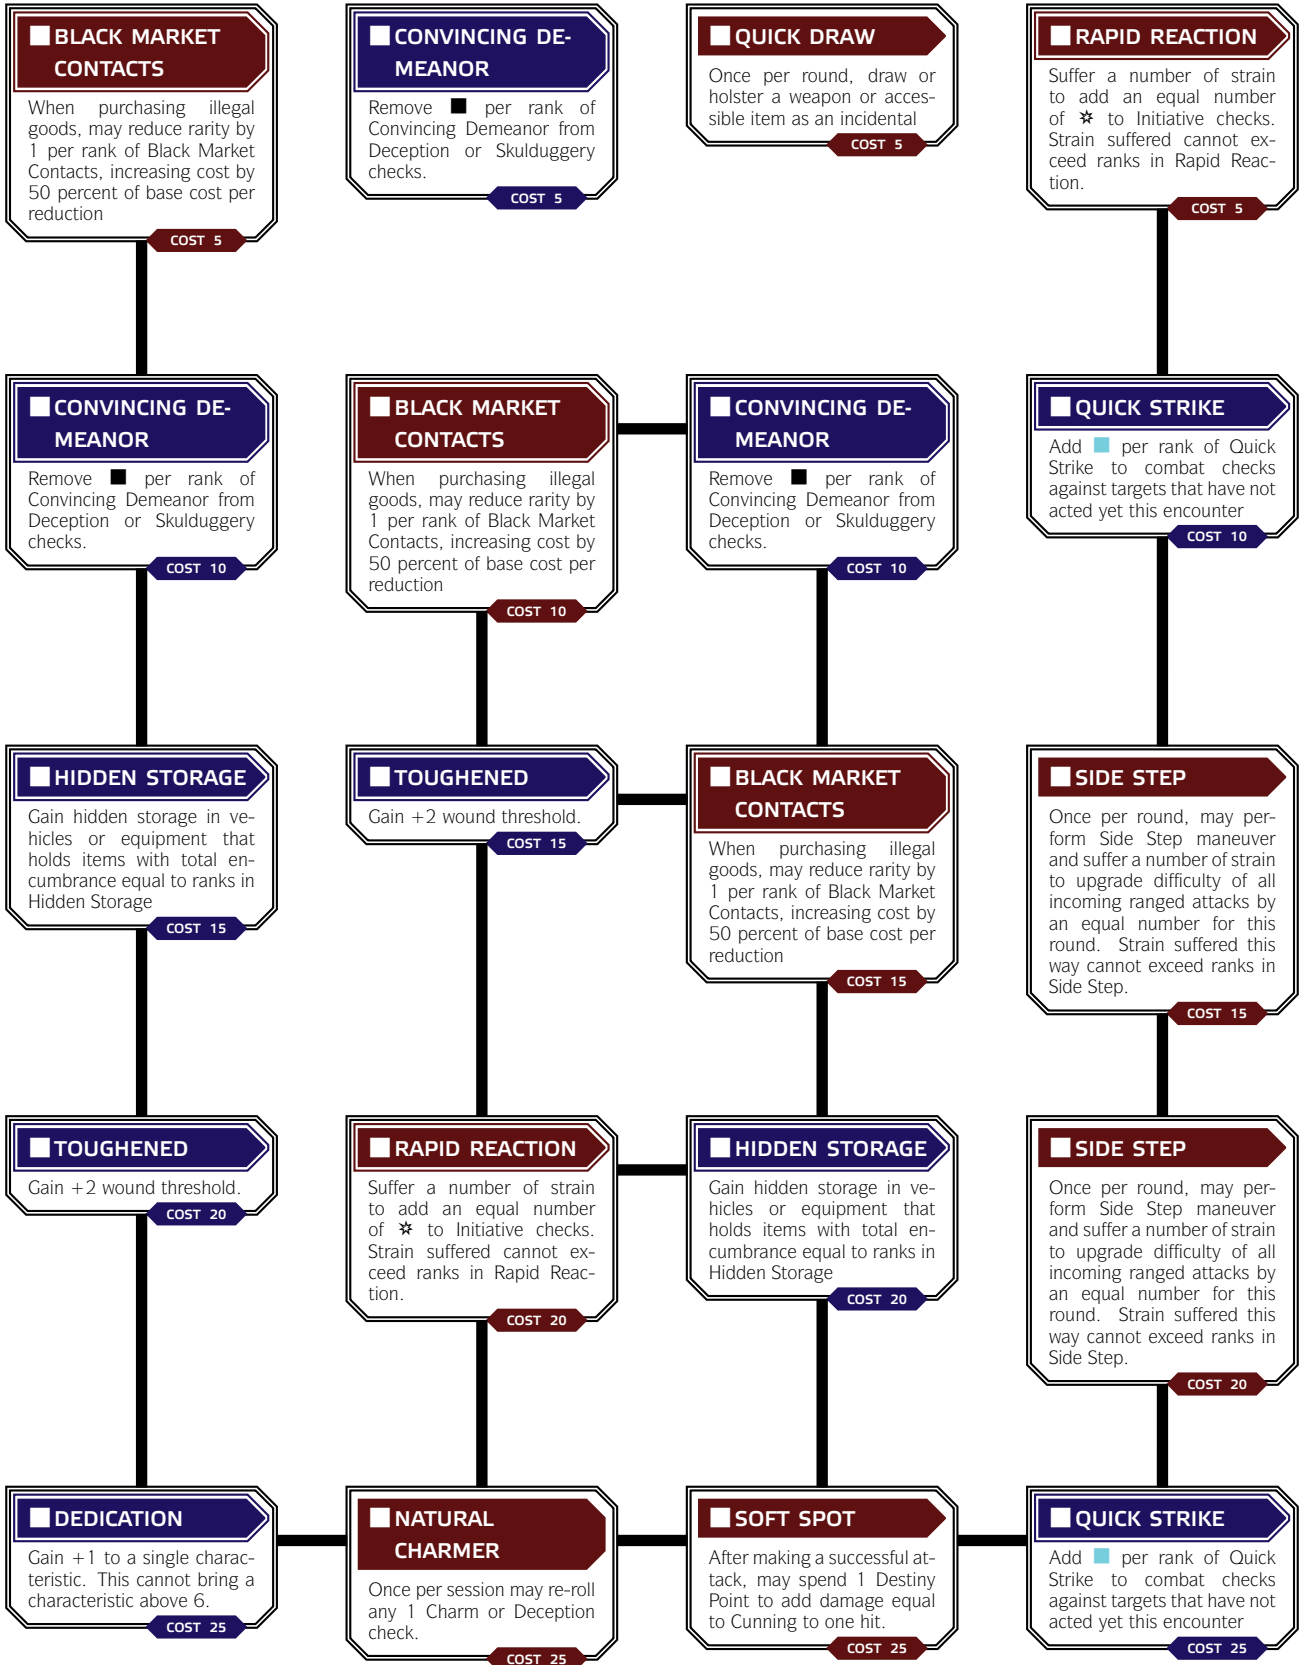 BLACK MARKET
CONTACTS
When purchasing illegal
goods, may reduce rarity by
1 per rank of Black Market
Contacts, increasing cost by
50 percent of base cost per
reduction
COST 5
CONVINCING DE-
MEANOR
Remove per rank of
Convincing Demeanor from
Deception or Skulduggery
checks.
COST 5
QUICK DRAW
Once per round, draw or
holster a weapon or acces-
sible item as an incidental
COST 5
RAPID REACTION
Suffer a number of strain
to add an equal number
of to Initiative checks.
Strain suffered cannot ex-
ceed ranks in Rapid Reac-
tion.
COST 5
CONVINCING DE-
MEANOR
Remove per rank of
Convincing Demeanor from
Deception or Skulduggery
checks.
COST 10
BLACK MARKET
CONTACTS
When purchasing illegal
goods, may reduce rarity by
1 per rank of Black Market
Contacts, increasing cost by
50 percent of base cost per
reduction
COST 10
CONVINCING DE-
MEANOR
Remove per rank of
Convincing Demeanor from
Deception or Skulduggery
checks.
COST 10
QUICK STRIKE
Add per rank of Quick
Strike to combat checks
against targets that have not
acted yet this encounter
COST 10
HIDDEN STORAGE
Gain hidden storage in ve-
hicles or equipment that
holds items with total en-
cumbrance equal to ranks in
Hidden Storage
COST 15
TOUGHENED
Gain +2 wound threshold.
COST 15
BLACK MARKET
CONTACTS
When purchasing illegal
goods, may reduce rarity by
1 per rank of Black Market
Contacts, increasing cost by
50 percent of base cost per
reduction
COST 15
SIDE STEP
Once per round, may per-
form Side Step maneuver
and suffer a number of strain
to upgrade difficulty of all
incoming ranged attacks by
an equal number for this
round. Strain suffered this
way cannot exceed ranks in
Side Step.
COST 15
TOUGHENED
Gain +2 wound threshold.
COST 20
RAPID REACTION
Suffer a number of strain
to add an equal number
of to Initiative checks.
Strain suffered cannot ex-
ceed ranks in Rapid Reac-
tion.
COST 20
HIDDEN STORAGE
Gain hidden storage in ve-
hicles or equipment that
holds items with total en-
cumbrance equal to ranks in
Hidden Storage
COST 20
SIDE STEP
Once per round, may per-
form Side Step maneuver
and suffer a number of strain
to upgrade difficulty of all
incoming ranged attacks by
an equal number for this
round. Strain suffered this
way cannot exceed ranks in
Side Step.
COST 20
DEDICATION
Gain +1 to a single charac-
teristic. This cannot bring a
characteristic above 6.
COST 25
NATURAL
CHARMER
Once per session may re-roll
any 1 Charm or Deception
check.
COST 25
SOFT SPOT
After making a successful at-
tack, may spend 1 Destiny
Point to add damage equal
to Cunning to one hit.
COST 25
QUICK STRIKE
Add per rank of Quick
Strike to combat checks
against targets that have not
acted yet this encounter
COST 25